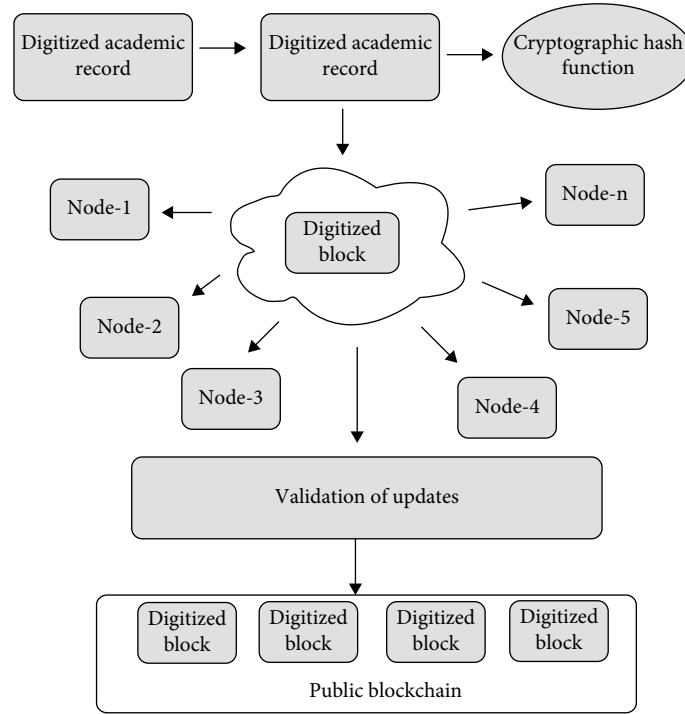 Digitized academic
record
Digitized academic
record
Cryptographic hash
function
Node-1
Digitized
block
Node-n
Node-2
Node-5
Node-3
Node-4
Validation of updates
Digitized
block
Digitized
block
Digitized
block
Digitized
block
Public blockchain